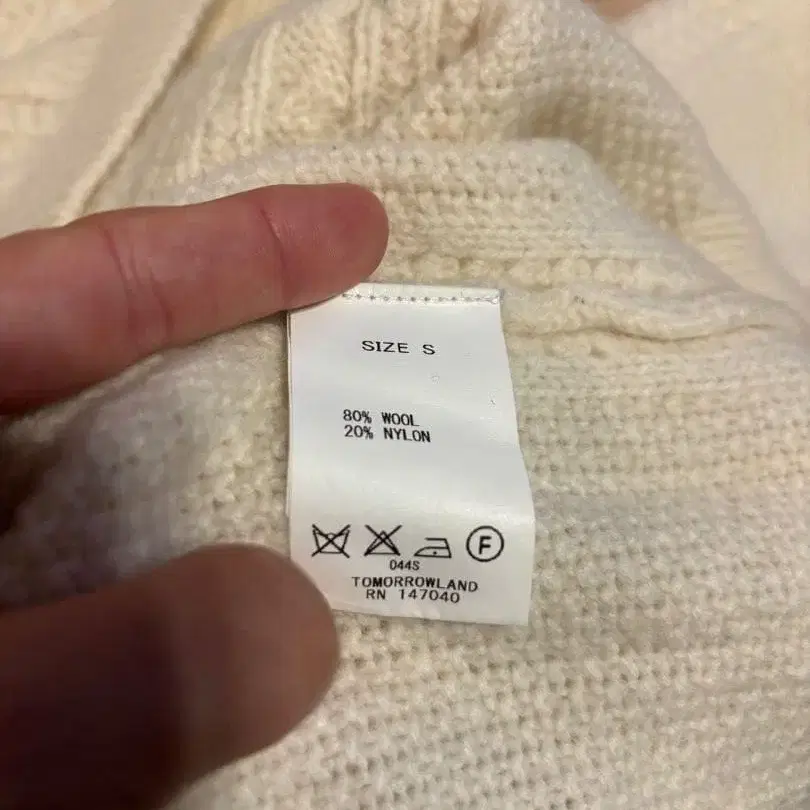 SIZE S
80% WOOL
20% NYLON
F
044S
TOMORROWLAND
RN 147040